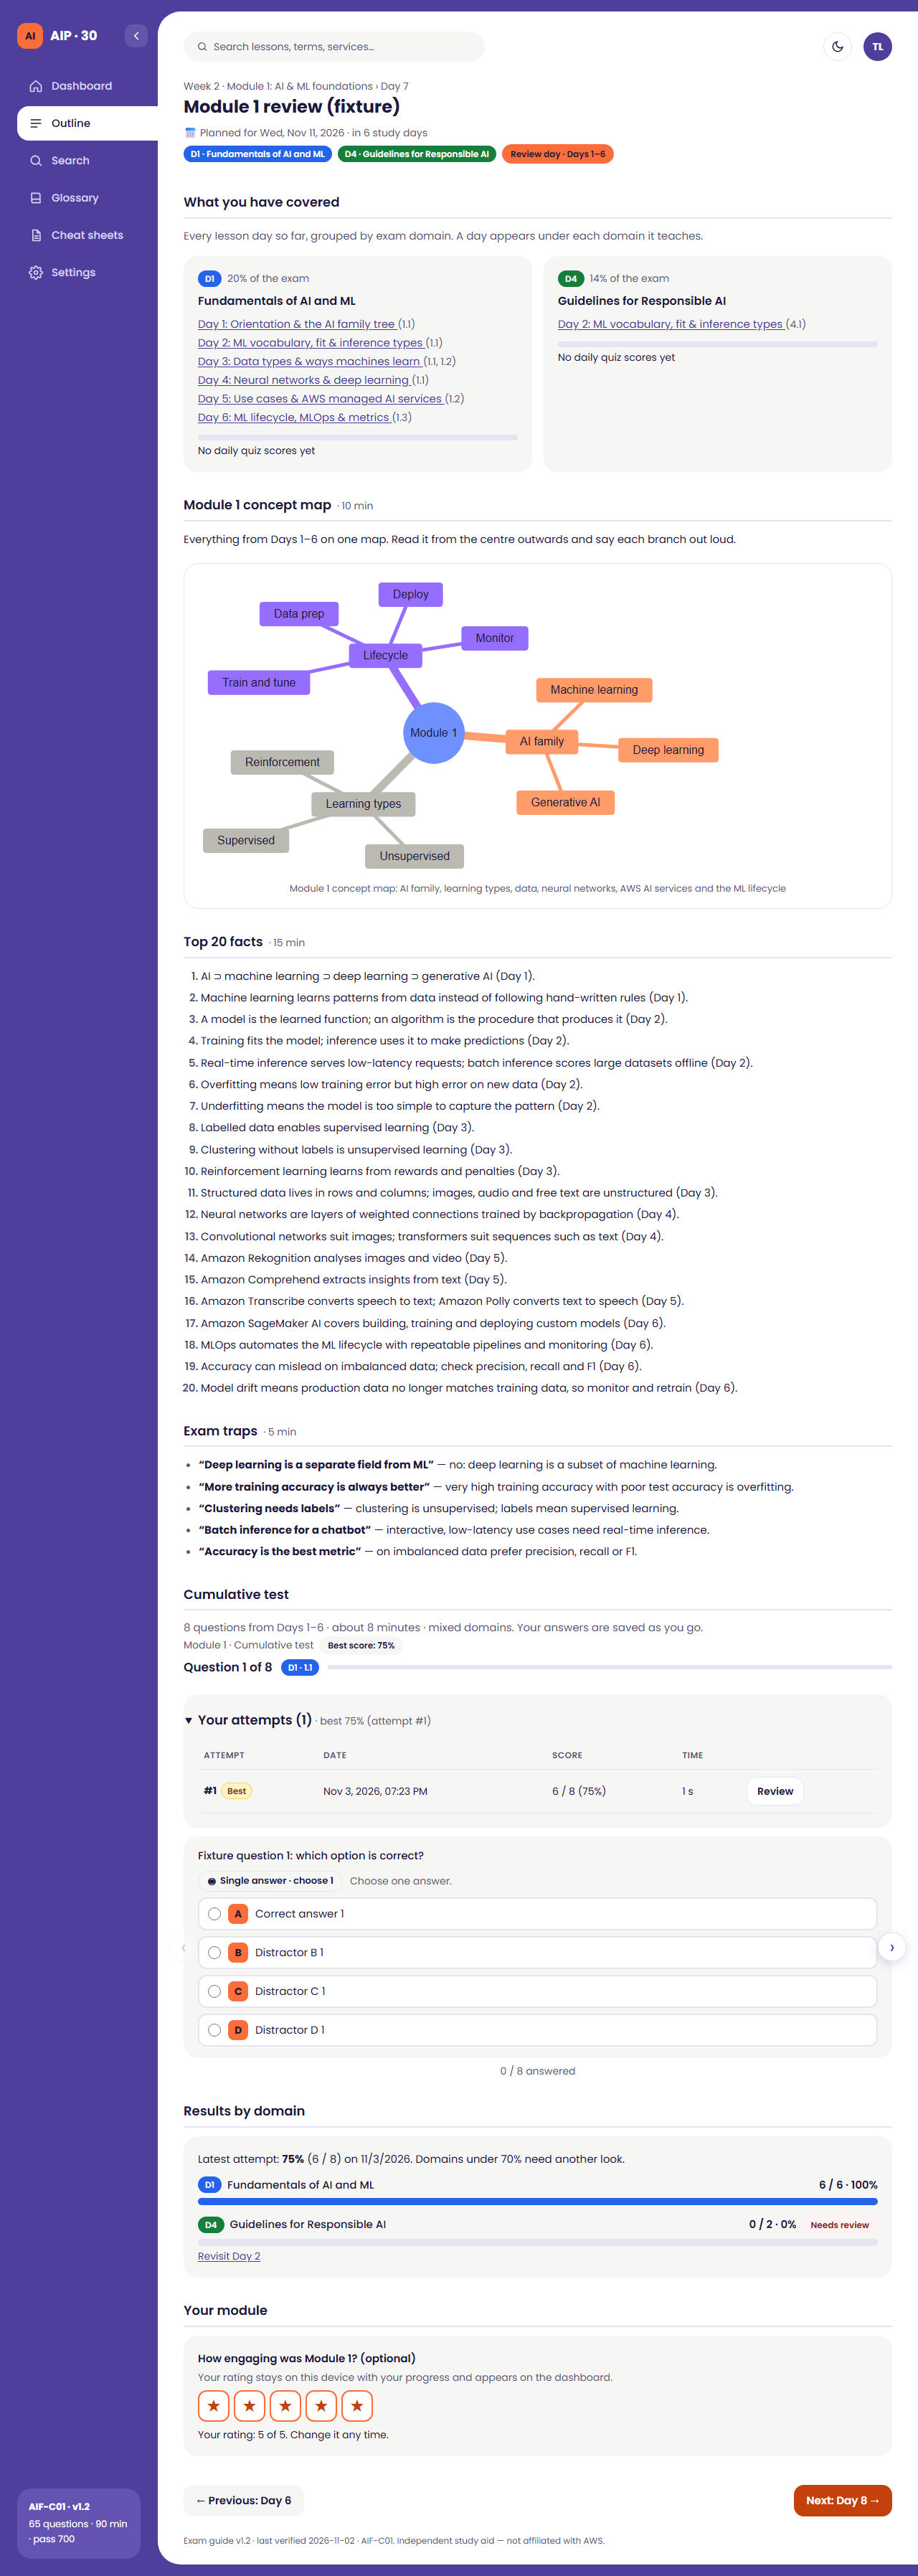 AI AIP · 30
Dashboard
Outline
Search
Glossary
Cheat sheets
Settings
AIF-C01 · v1.2
65 questions · 90 min
· pass 700
Search lessons, terms, services...
TL
Week 2 · Module 1: AI & ML foundations › Day 7
Module 1 review (fixture)
Planned for Wed, Nov 11, 2026 · in 6 study days
D1 · Fundamentals of AI and ML D4 · Guidelines for Responsible AI Review day · Days 1–6
What you have covered
Every lesson day so far, grouped by exam domain. A day appears under each domain it teaches.
D1 20% of the exam
Fundamentals of AI and ML
Day 1: Orientation & the AI family tree (1.1)
Day 2: ML vocabulary, fit & inference types (1.1)
Day 3: Data types & ways machines learn (1.1, 1.2)
Day 4: Neural networks & deep learning (1.1)
Day 5: Use cases & AWS managed AI services (1.2)
Day 6: ML lifecycle, MLOps & metrics (1.3)
No daily quiz scores yet
D4 14% of the exam
Guidelines for Responsible AI
Day 2: ML vocabulary, fit & inference types (4.1)
No daily quiz scores yet
Module 1 concept map · 10 min
Everything from Days 1–6 on one map. Read it from the centre outwards and say each branch out loud.
Deploy
Data prep
Monitor
Lifecycle
Train and tune
Machine learning
Module 1
AI family
Deep learning
Reinforcement
Generative AI
Learning types
Supervised
Unsupervised
Module 1 concept map: AI family, learning types, data, neural networks, AWS AI services and the ML lifecycle
Top 20 facts · 15 min
1. AI ⊃ machine learning ⊃ deep learning ⊃ generative AI (Day 1).
2. Machine learning learns patterns from data instead of following hand-written rules (Day 1).
3. A model is the learned function; an algorithm is the procedure that produces it (Day 2).
4. Training fits the model; inference uses it to make predictions (Day 2).
5. Real-time inference serves low-latency requests; batch inference scores large datasets offline (Day 2).
6. Overfitting means low training error but high error on new data (Day 2).
7. Underfitting means the model is too simple to capture the pattern (Day 2).
8. Labelled data enables supervised learning (Day 3).
9. Clustering without labels is unsupervised learning (Day 3).
10. Reinforcement learning learns from rewards and penalties (Day 3).
11. Structured data lives in rows and columns; images, audio and free text are unstructured (Day 3).
12. Neural networks are layers of weighted connections trained by backpropagation (Day 4).
13. Convolutional networks suit images; transformers suit sequences such as text (Day 4).
14. Amazon Rekognition analyses images and video (Day 5).
15. Amazon Comprehend extracts insights from text (Day 5).
16. Amazon Transcribe converts speech to text; Amazon Polly converts text to speech (Day 5).
17. Amazon SageMaker AI covers building, training and deploying custom models (Day 6).
18. MLOps automates the ML lifecycle with repeatable pipelines and monitoring (Day 6).
19. Accuracy can mislead on imbalanced data; check precision, recall and F1 (Day 6).
20. Model drift means production data no longer matches training data, so monitor and retrain (Day 6).
Exam traps · 5 min
• “Deep learning is a separate field from ML” — no: deep learning is a subset of machine learning.
• “More training accuracy is always better” — very high training accuracy with poor test accuracy is overfitting.
• “Clustering needs labels” — clustering is unsupervised; labels mean supervised learning.
• “Batch inference for a chatbot” — interactive, low-latency use cases need real-time inference.
• “Accuracy is the best metric” — on imbalanced data prefer precision, recall or F1.
Cumulative test
8 questions from Days 1–6 · about 8 minutes · mixed domains. Your answers are saved as you go.
Module 1 · Cumulative test Best score: 75%
Question 1 of 8 D1 · 1.1
▼ Your attempts (1) · best 75% (attempt #1)
ATTEMPT DATE SCORE TIME
#1 Best Nov 3, 2026, 07:23 PM 6 / 8 (75%) 1 s Review
Fixture question 1: which option is correct?
◉ Single answer · choose 1 Choose one answer.
A Correct answer 1
B Distractor B 1
C Distractor C 1
D Distractor D 1
‹ ›
0 / 8 answered
Results by domain
Latest attempt: 75% (6 / 8) on 11/3/2026. Domains under 70% need another look.
D1 Fundamentals of AI and ML 6 / 6 · 100%
D4 Guidelines for Responsible AI 0 / 2 · 0% Needs review
Revisit Day 2
Your module
How engaging was Module 1? (optional)
Your rating stays on this device with your progress and appears on the dashboard.
★ ★ ★ ★ ★
Your rating: 5 of 5. Change it any time.
← Previous: Day 6 Next: Day 8 →
Exam guide v1.2 · last verified 2026-11-02 · AIF-C01. Independent study aid — not affiliated with AWS.